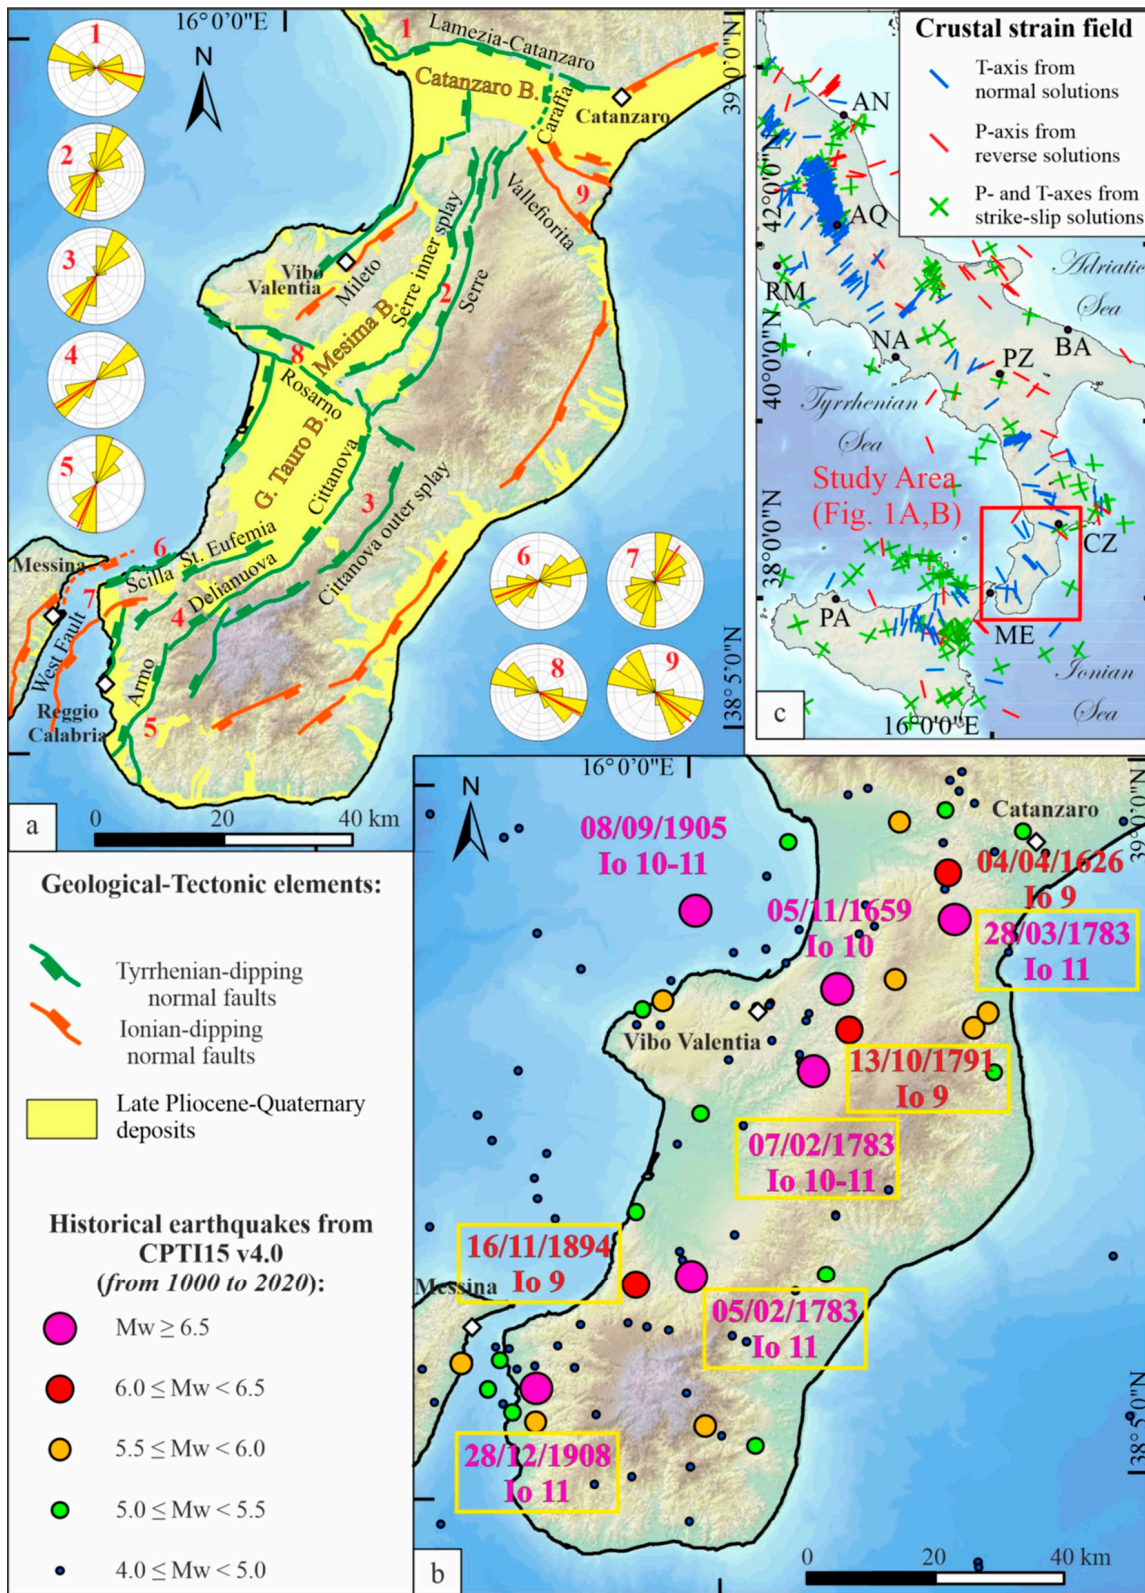 16°0'0"E
N
39°0'0"N
38°5'0"N
1
2
3
4
5
1
Lamezia-Catanzaro
Catanzaro B.
Caraffa
Catanzaro
9
Vallefiorita
Vibo
Valentia
Mileto
Serre inner splay
2
Serre
Mesima B.
8
Rosarno
G. Tauro B.
Cittanova
3
Cittanova outer splay
6
St. Eufemia
Scilla
Delianuova
4
Messina
7
West Fault
Armo
Reggio
Calabria
5
6
7
8
9
a
0 20 40 km
Crustal strain field
T-axis from
normal solutions
P-axis from
reverse solutions
P- and T-axes from
strike-slip solutions
42°0'0"N
40°0'0"N
38°0'0"N
AN
AQ
RM
Adriatic
Sea
NA
PZ
BA
Tyrrhenian
Sea
Study Area
(Fig. 1A,B)
CZ
PA
ME
Ionian
Sea
16°0'0"E
c
Geological-Tectonic elements:
Tyrrhenian-dipping
normal faults
Ionian-dipping
normal faults
Late Pliocene-Quaternary
deposits
Historical earthquakes from
CPTI15 v4.0
(from 1000 to 2020):
Mw ≥ 6.5
6.0 ≤ Mw < 6.5
5.5 ≤ Mw < 6.0
5.0 ≤ Mw < 5.5
4.0 ≤ Mw < 5.0
16°0'0"E
N
39°0'0"N
38°5'0"N
Catanzaro
08/09/1905
Io 10-11
04/04/1626
Io 9
05/11/1659
Io 10
28/03/1783
Io 11
Vibo Valentia
13/10/1791
Io 9
07/02/1783
Io 10-11
16/11/1894
Io 9
Messina
05/02/1783
Io 11
28/12/1908
Io 11
b
0 20 40 km